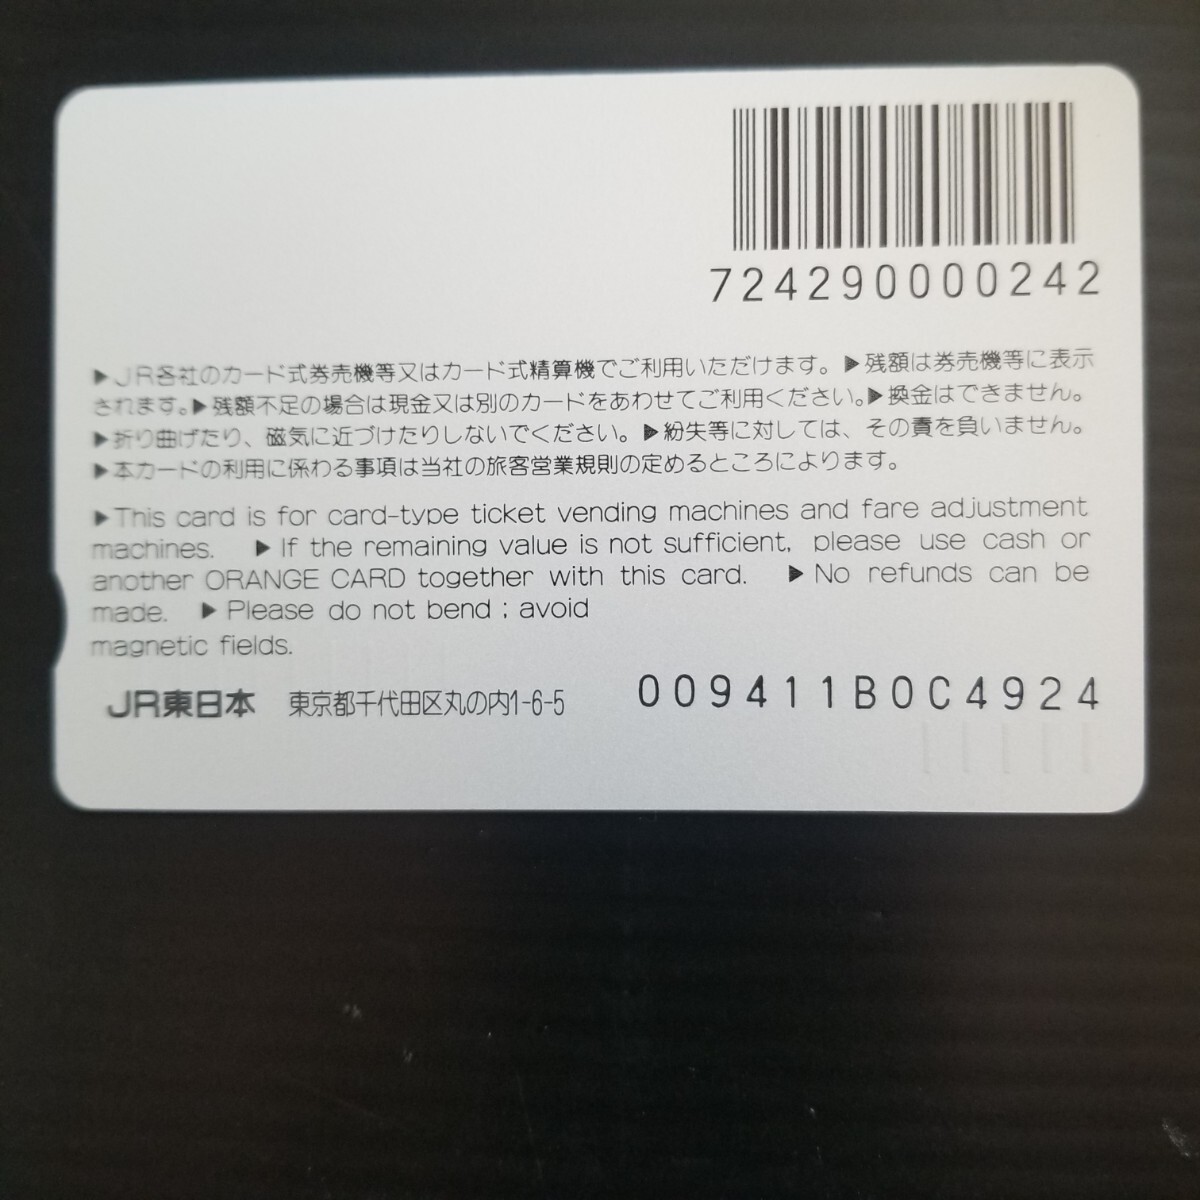 724290000242
▶JR各社のカード式券売機等又はカード式精算機でご利用いただけます。▶残額は券売機等に表示
されます。▶残額不足の場合は現金又は別のカードをあわせてご利用ください。▶換金はできません。
▶折り曲げたり、磁気に近づけたりしないでください。▶紛失等に対しては、その責を負いません。
▶本カードの利用に係わる事項は当社の旅客営業規則の定めるところによります。
▶This card is for card-type ticket vending machines and fare adjustment
machines. ▶If the remaining value is not sufficient, please use cash or
another ORANGE CARD together with this card. ▶No refunds can be
made. ▶Please do not bend ; avoid
magnetic fields.
JR東日本 東京都千代田区丸の内1-6-5 009411B0C4924